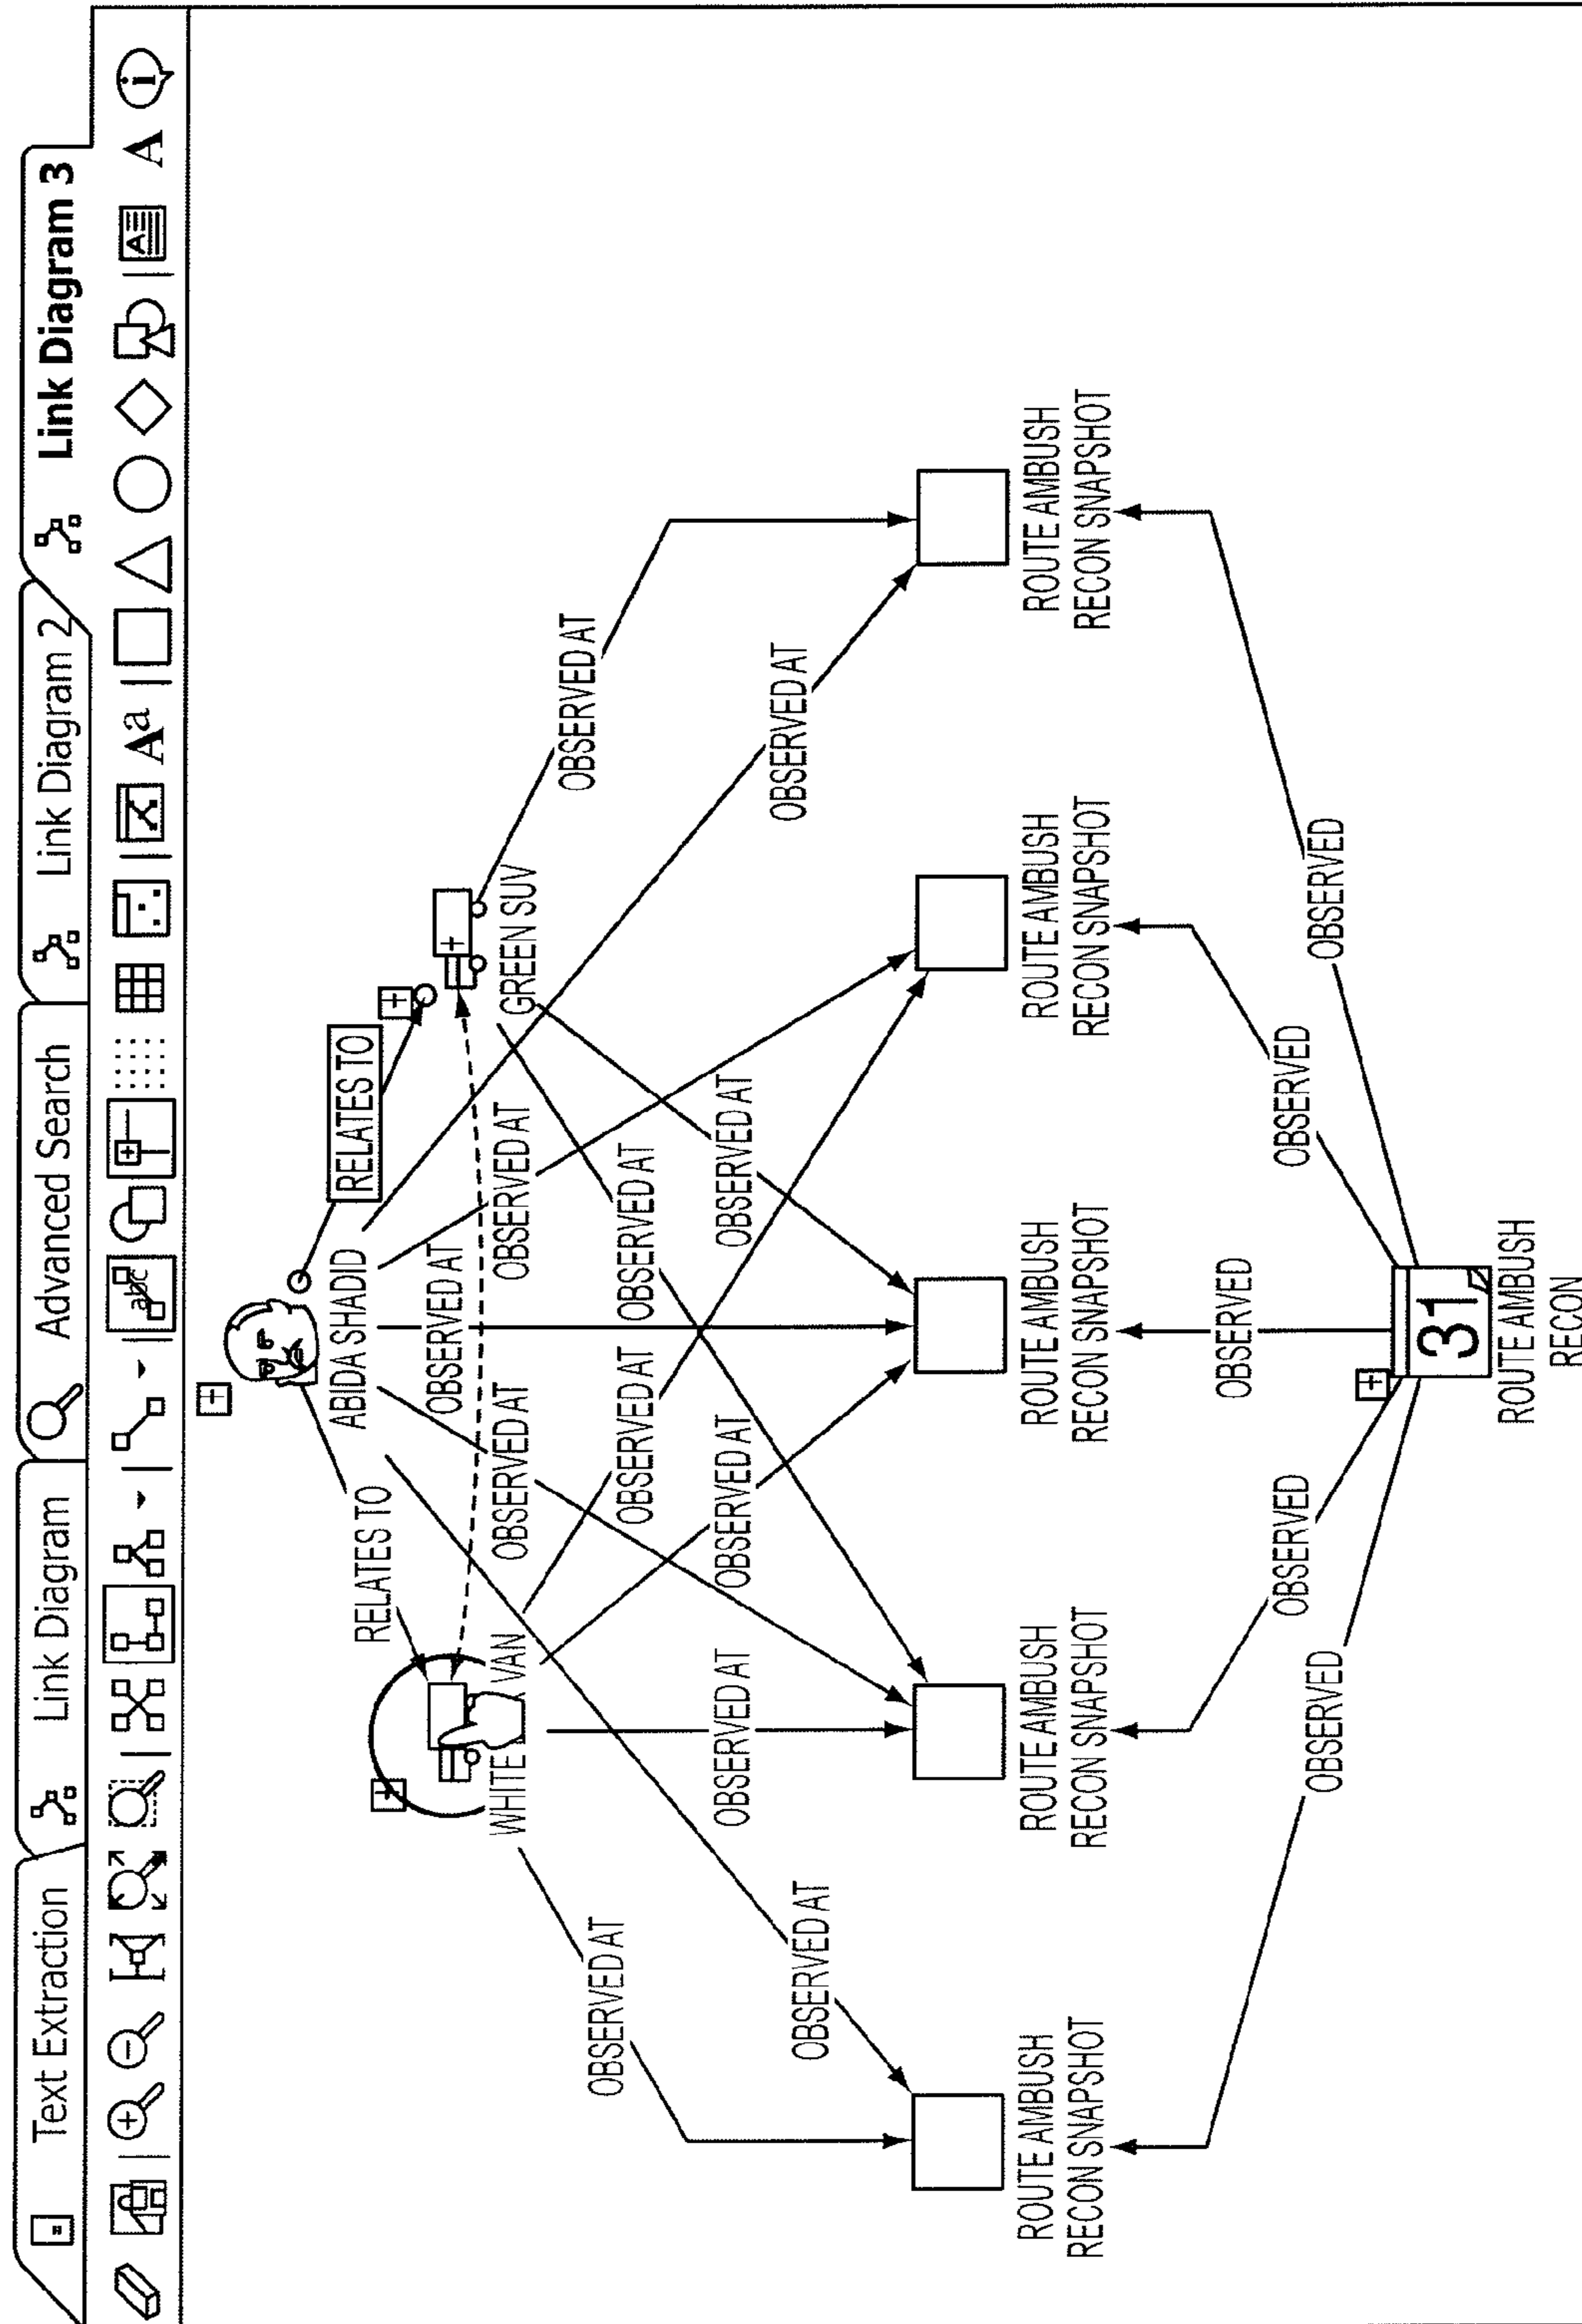 Text Extraction
Link Diagram
Advanced Search
Link Diagram 2
Link Diagram 3
abc
Aa
A
A
i
ABIDA SHADID
RELATES TO
RELATES TO
OBSERVED AT
WHITE VAN
OBSERVED AT
OBSERVED AT
GREEN SUV
OBSERVED AT
OBSERVED AT
OBSERVED AT
OBSERVED AT
OBSERVED AT
OBSERVED AT
OBSERVED AT
OBSERVED AT
OBSERVED AT
ROUTE AMBUSH
RECON SNAPSHOT
ROUTE AMBUSH
RECON SNAPSHOT
ROUTE AMBUSH
RECON SNAPSHOT
ROUTE AMBUSH
RECON SNAPSHOT
ROUTE AMBUSH
RECON SNAPSHOT
OBSERVED
OBSERVED
OBSERVED
OBSERVED
OBSERVED
31
ROUTE AMBUSH
RECON